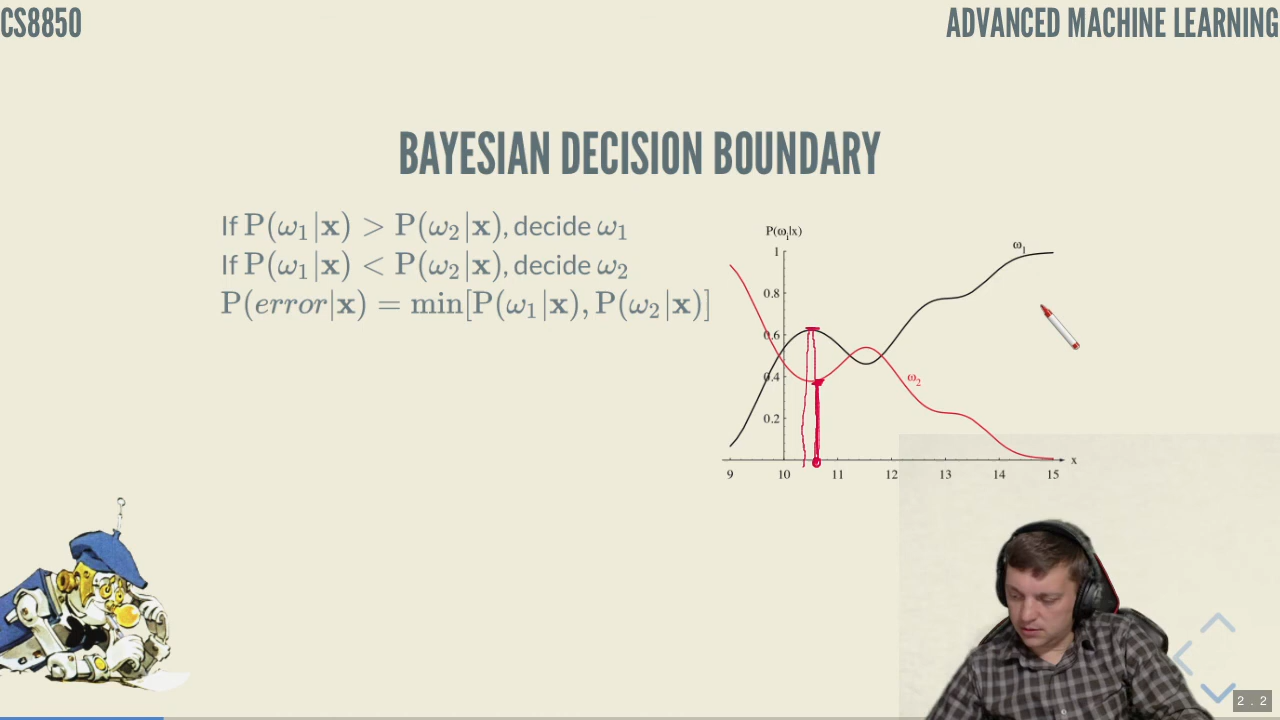 CS8850
ADVANCED MACHINE LEARNING
BAYESIAN DECISION BOUNDARY
If P(ω₁|x) > P(ω₂|x), decide ω₁
If P(ω₁|x) < P(ω₂|x), decide ω₂
P(error|x) = min[P(ω₁|x), P(ω₂|x)]
P(ωᵢ|x)
ω₁
1
0.8
0.6
0.4
ω₂
0.2
x
9 10 11 12 13 14 15
2 . 2